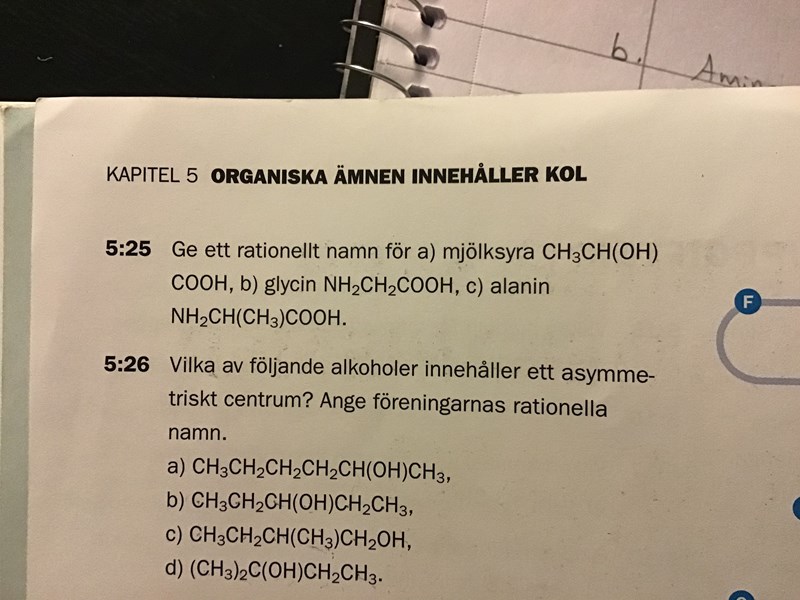 b. Amin
KAPITEL 5 ORGANISKA ÄMNEN INNEHÅLLER KOL
5:25 Ge ett rationellt namn för a) mjölksyra CH₃CH(OH)
COOH, b) glycin NH₂CH₂COOH, c) alanin
NH₂CH(CH₃)COOH.
F
5:26 Vilka av följande alkoholer innehåller ett asymme-
triskt centrum? Ange föreningarnas rationella
namn.
a) CH₃CH₂CH₂CH₂CH(OH)CH₃,
b) CH₃CH₂CH(OH)CH₂CH₃,
c) CH₃CH₂CH(CH₃)CH₂OH,
d) (CH₃)₂C(OH)CH₂CH₃.